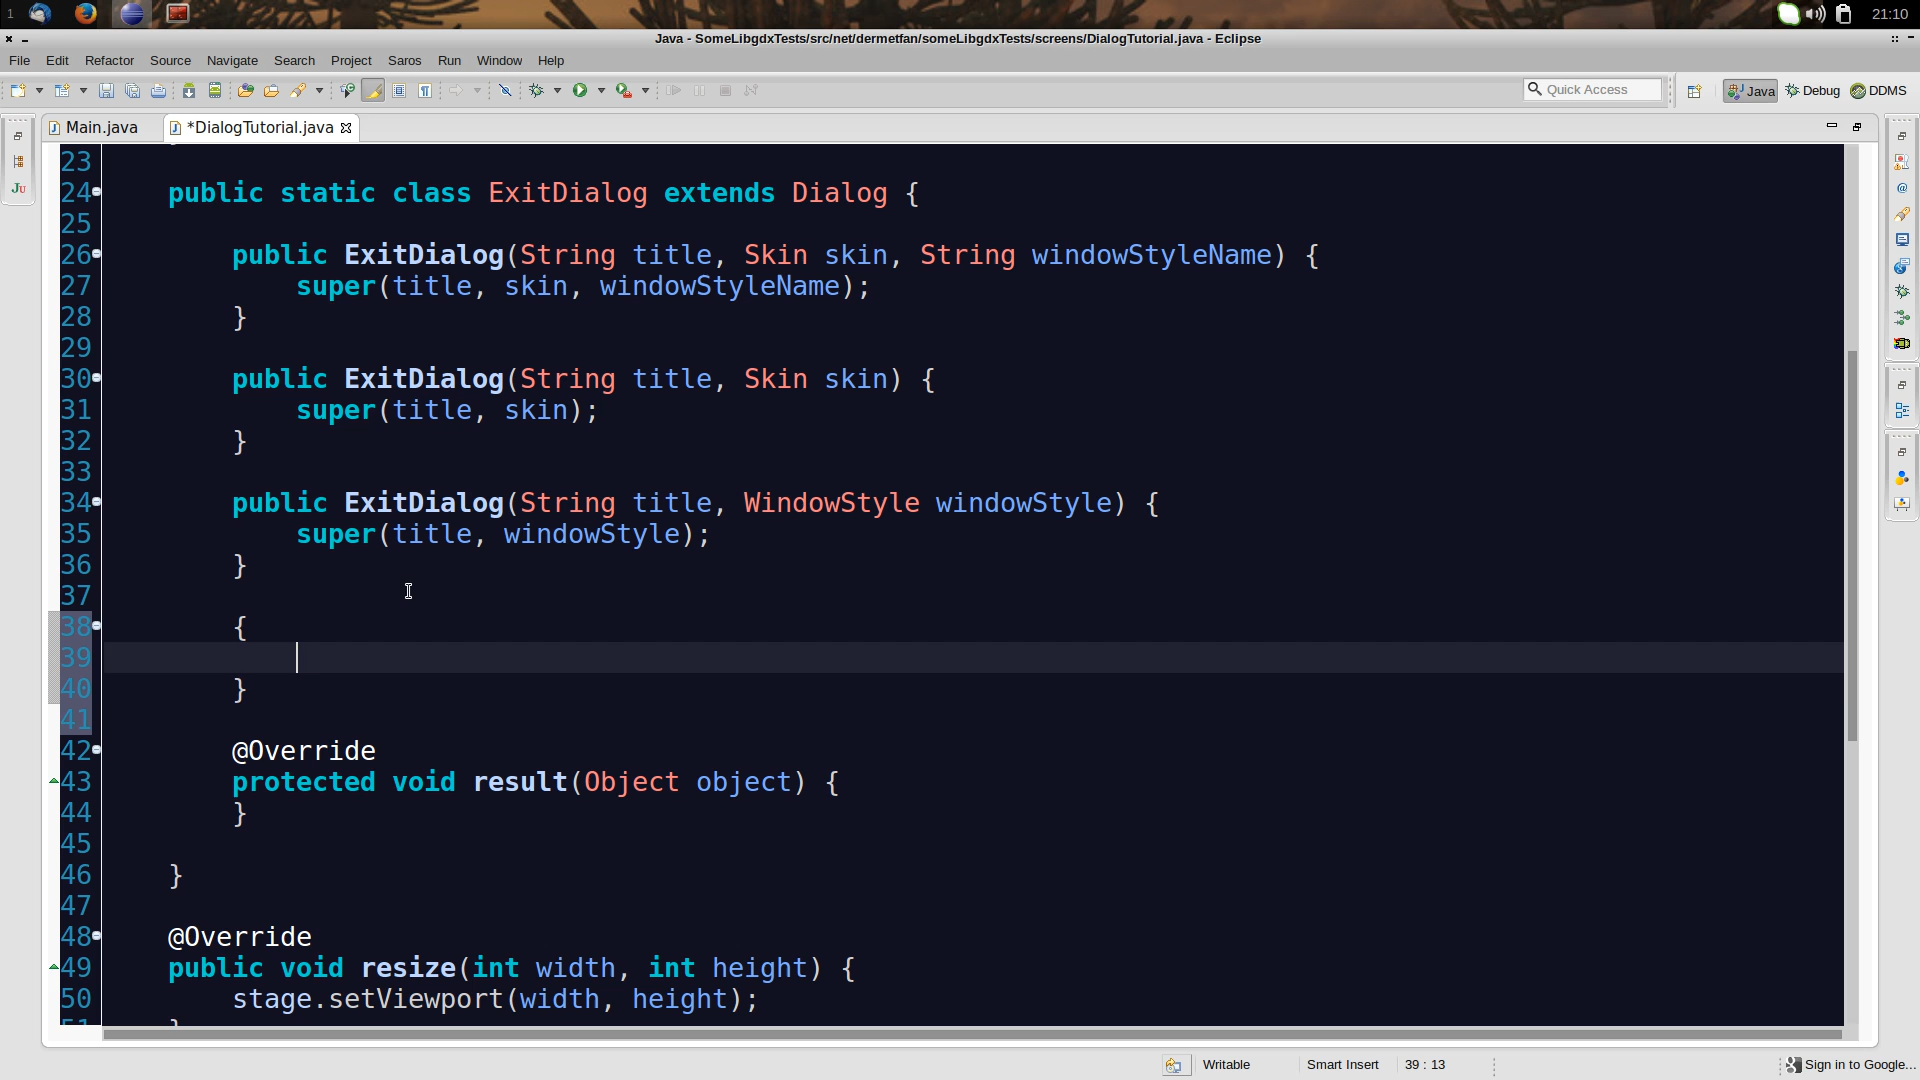 1
21:10
Java - SomeLibgdxTests/src/net/dermetfan/someLibgdxTests/screens/DialogTutorial.java - Eclipse
File Edit Refactor Source Navigate Search Project Saros Run Window Help
Quick Access Java Debug DDMS
Main.java *DialogTutorial.java
23
24 public static class ExitDialog extends Dialog {
25
26 public ExitDialog(String title, Skin skin, String windowStyleName) {
27 super(title, skin, windowStyleName);
28 }
29
30 public ExitDialog(String title, Skin skin) {
31 super(title, skin);
32 }
33
34 public ExitDialog(String title, WindowStyle windowStyle) {
35 super(title, windowStyle);
36 }
37
38 {
39
40 }
41
42 @Override
43 protected void result(Object object) {
44 }
45
46 }
47
48 @Override
49 public void resize(int width, int height) {
50 stage.setViewport(width, height);
Writable Smart Insert 39 : 13 Sign in to Google...